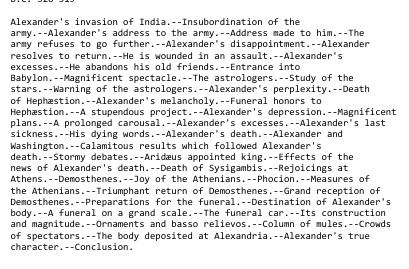 Alexander's invasion of India.--Insubordination of the
army.--Alexander's address to the army.--Address made to him.--The
army refuses to go further.--Alexander's disappointment.--Alexander
resolves to return.--He is wounded in an assault.--Alexander's
excesses.--He abandons his old friends.--Entrance into
Babylon.--Magnificent spectacle.--The astrologers.--Study of the
stars.--Warning of the astrologers.--Alexander's perplexity.--Death
of Hephæstion.--Alexander's melancholy.--Funeral honors to
Hephæstion.--A stupendous project.--Alexander's depression.--Magnificent
plans.--A prolonged carousal.--Alexander's excesses.--Alexander's last
sickness.--His dying words.--Alexander's death.--Alexander and
Washington.--Calamitous results which followed Alexander's
death.--Stormy debates.--Aridæus appointed king.--Effects of the
news of Alexander's death.--Death of Sysigambis.--Rejoicings at
Athens.--Demosthenes.--Joy of the Athenians.--Phocion.--Measures of
the Athenians.--Triumphant return of Demosthenes.--Grand reception of
Demosthenes.--Preparations for the funeral.--Destination of Alexander's
body.--A funeral on a grand scale.--The funeral car.--Its construction
and magnitude.--Ornaments and basso relievos.--Column of mules.--Crowds
of spectators.--The body deposited at Alexandria.--Alexander's true
character.--Conclusion.